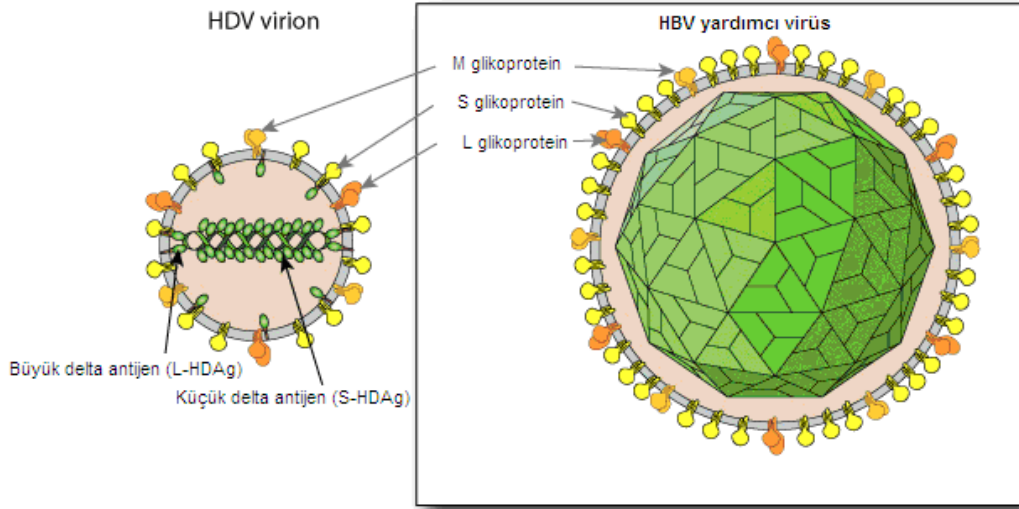 HDV virion
HBV yardımcı virüs
M glikoprotein
S glikoprotein
L glikoprotein
Büyük delta antijen (L-HDAg)
Küçük delta antijen (S-HDAg)